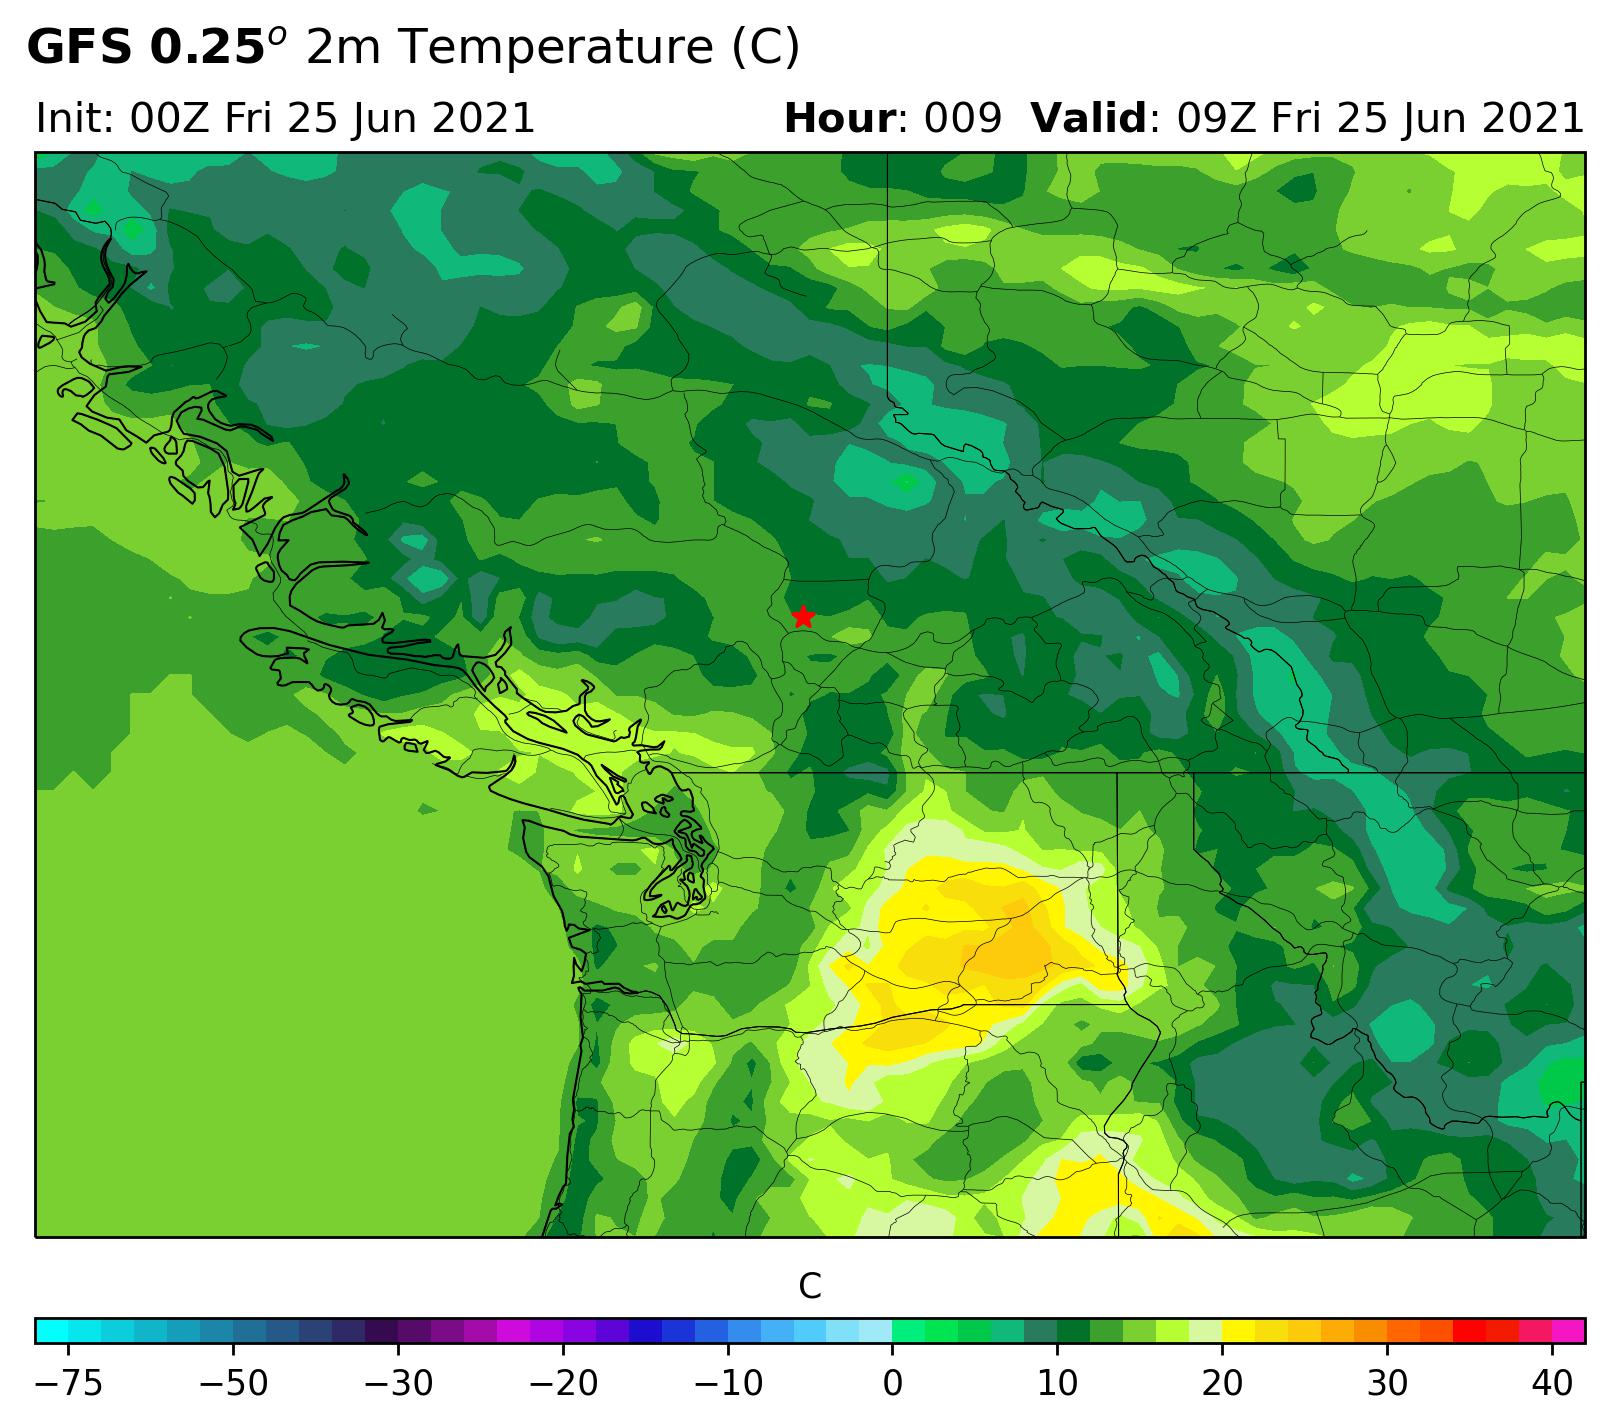 GFS 0.25° 2m Temperature (C)
Init: 00Z Fri 25 Jun 2021 Hour: 009 Valid: 09Z Fri 25 Jun 2021
C
−75 −50 −30 −20 −10 0 10 20 30 40